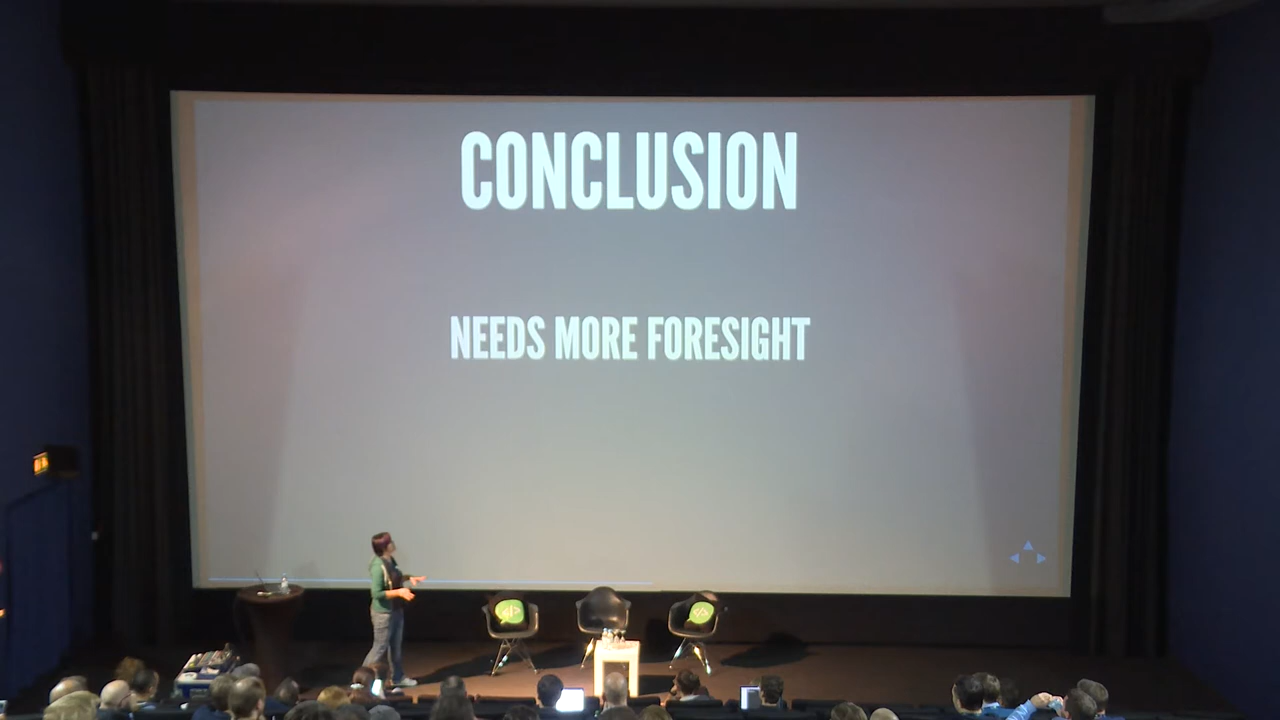 CONCLUSION
NEEDS MORE FORESIGHT
</>
</>